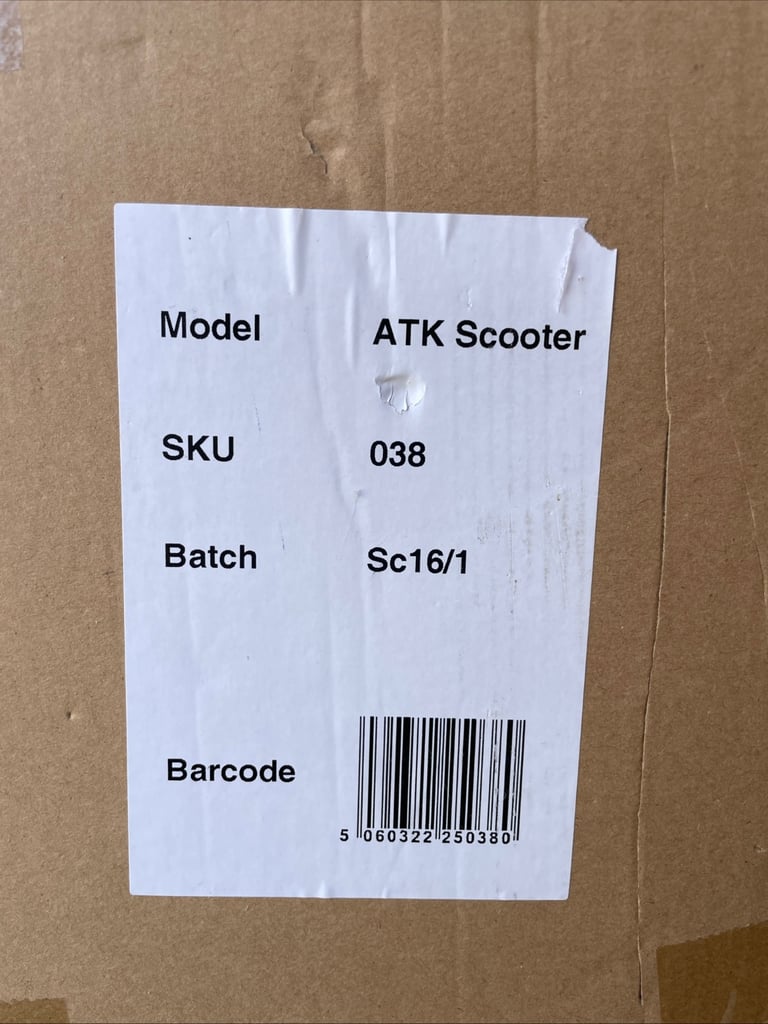 Model ATK Scooter
SKU 038
Batch Sc16/1
Barcode
5 060322 250380